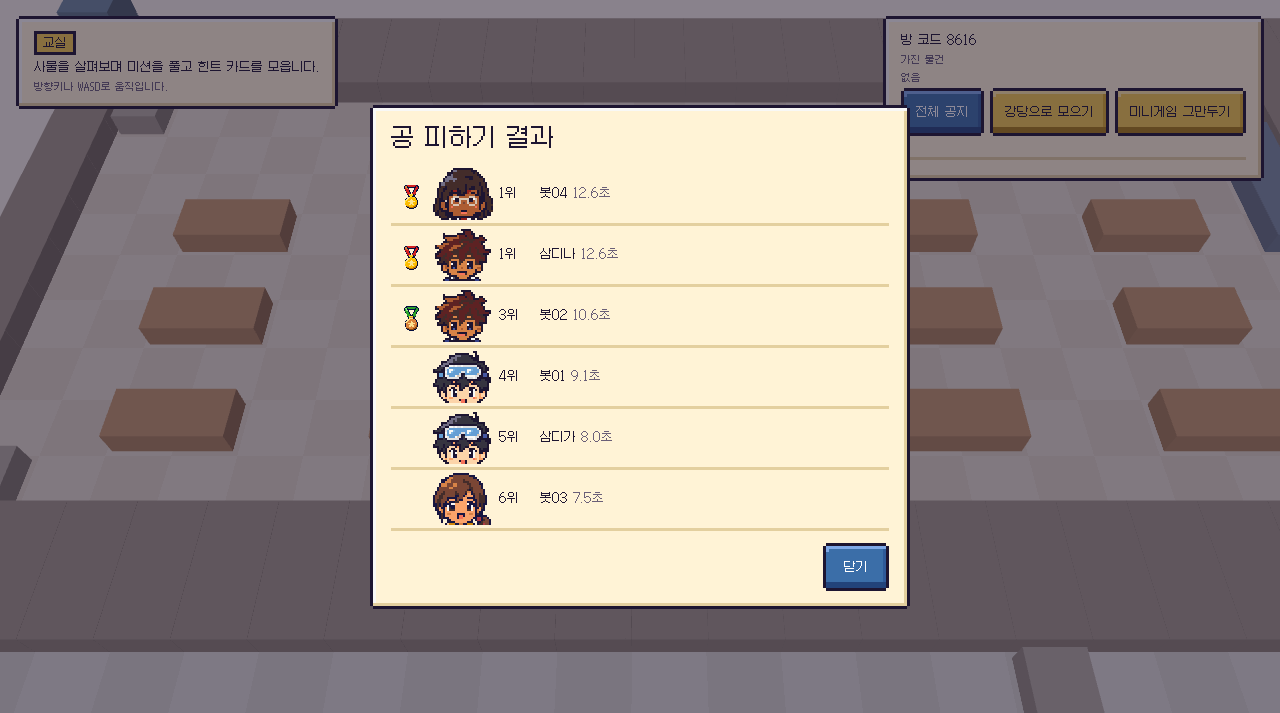 교실
사물을 살펴보며 미션을 풀고 힌트 카드를 모읍니다.
방향키나 WASD로 움직입니다.
방 코드 8616
가진 물건
없음
전체 공지
강당으로 모으기
미니게임 그만두기
공 피하기 결과
1위 봇04 12.6초
1위 삼디나 12.6초
3위 봇02 10.6초
4위 봇01 9.1초
5위 삼디가 8.0초
6위 봇03 7.5초
닫기